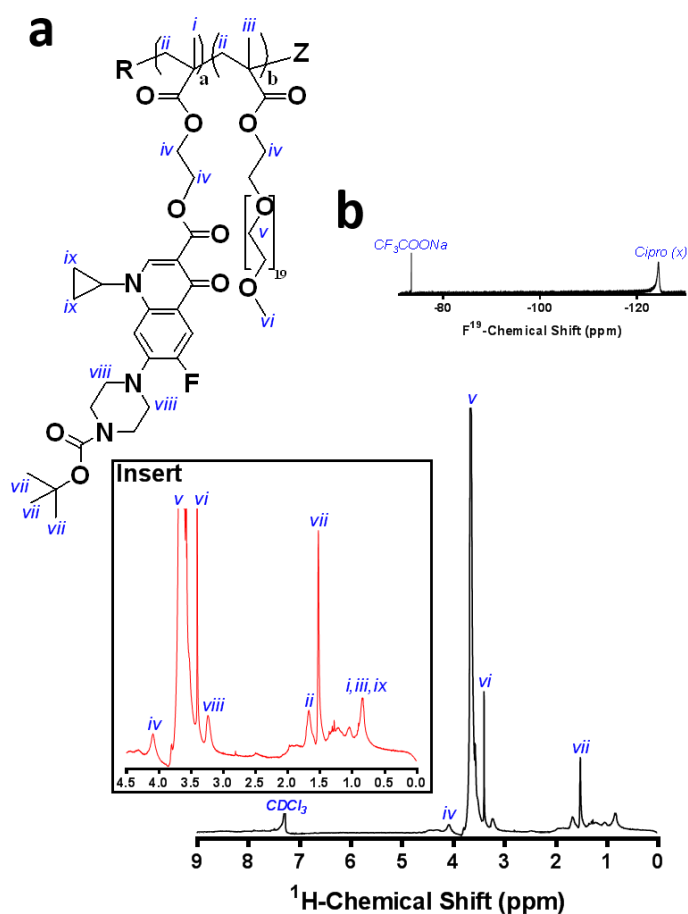 a
i
iii
ii
ii
R
Z
a
b
O
O
O
O
iv
iv
iv
O
O
O
v
19
O
vi
ix
ix
N
O
viii
N
F
viii
N
O
O
vii
vii
vii
b
CF3COONa
Cipro (x)
-80
-100
-120
F19-Chemical Shift (ppm)
Insert
v
vi
vii
viii
ii
i,iii,ix
iv
4.5
4.0
3.5
3.0
2.5
2.0
1.5
1.0
0.5
0.0
v
vi
vii
iv
CDCl3
9
8
7
6
5
4
3
2
1
0
1H-Chemical Shift (ppm)